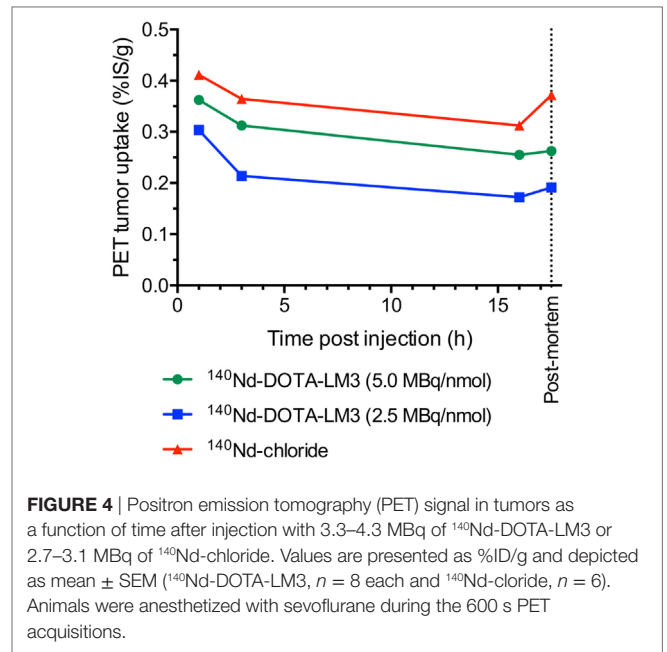 0.5
0.4
0.3
0.2
0.1
0.0
PET tumor uptake (%IS/g)
0 5 10 15
Time post injection (h)
Post-mortem
¹⁴⁰Nd-DOTA-LM3 (5.0 MBq/nmol)
¹⁴⁰Nd-DOTA-LM3 (2.5 MBq/nmol)
¹⁴⁰Nd-chloride
FIGURE 4 | Positron emission tomography (PET) signal in tumors as
a function of time after injection with 3.3–4.3 MBq of ¹⁴⁰Nd-DOTA-LM3 or
2.7–3.1 MBq of ¹⁴⁰Nd-chloride. Values are presented as %ID/g and depicted
as mean ± SEM (¹⁴⁰Nd-DOTA-LM3, n = 8 each and ¹⁴⁰Nd-cloride, n = 6).
Animals were anesthetized with sevoflurane during the 600 s PET
acquisitions.